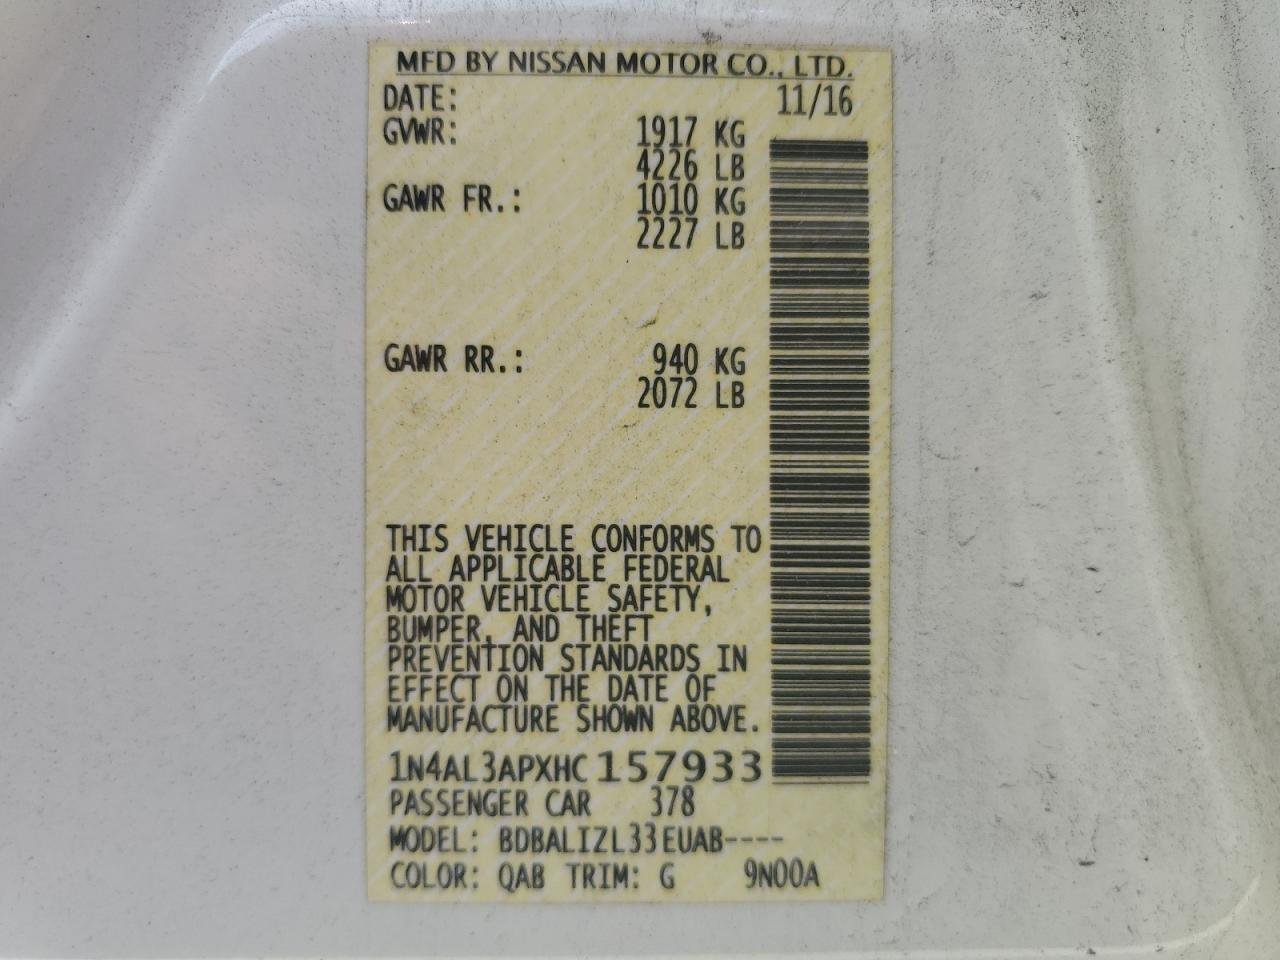 MFD BY NISSAN MOTOR CO., LTD.
DATE: 11/16
GVWR: 1917 KG
4226 LB
GAWR FR.: 1010 KG
2227 LB
GAWR RR.: 940 KG
2072 LB
THIS VEHICLE CONFORMS TO
ALL APPLICABLE FEDERAL
MOTOR VEHICLE SAFETY,
BUMPER, AND THEFT
PREVENTION STANDARDS IN
EFFECT ON THE DATE OF
MANUFACTURE SHOWN ABOVE.
1N4AL3APXHC157933
PASSENGER CAR 378
MODEL: BDBALIZL33EUAB----
COLOR: QAB TRIM: G 9N00A